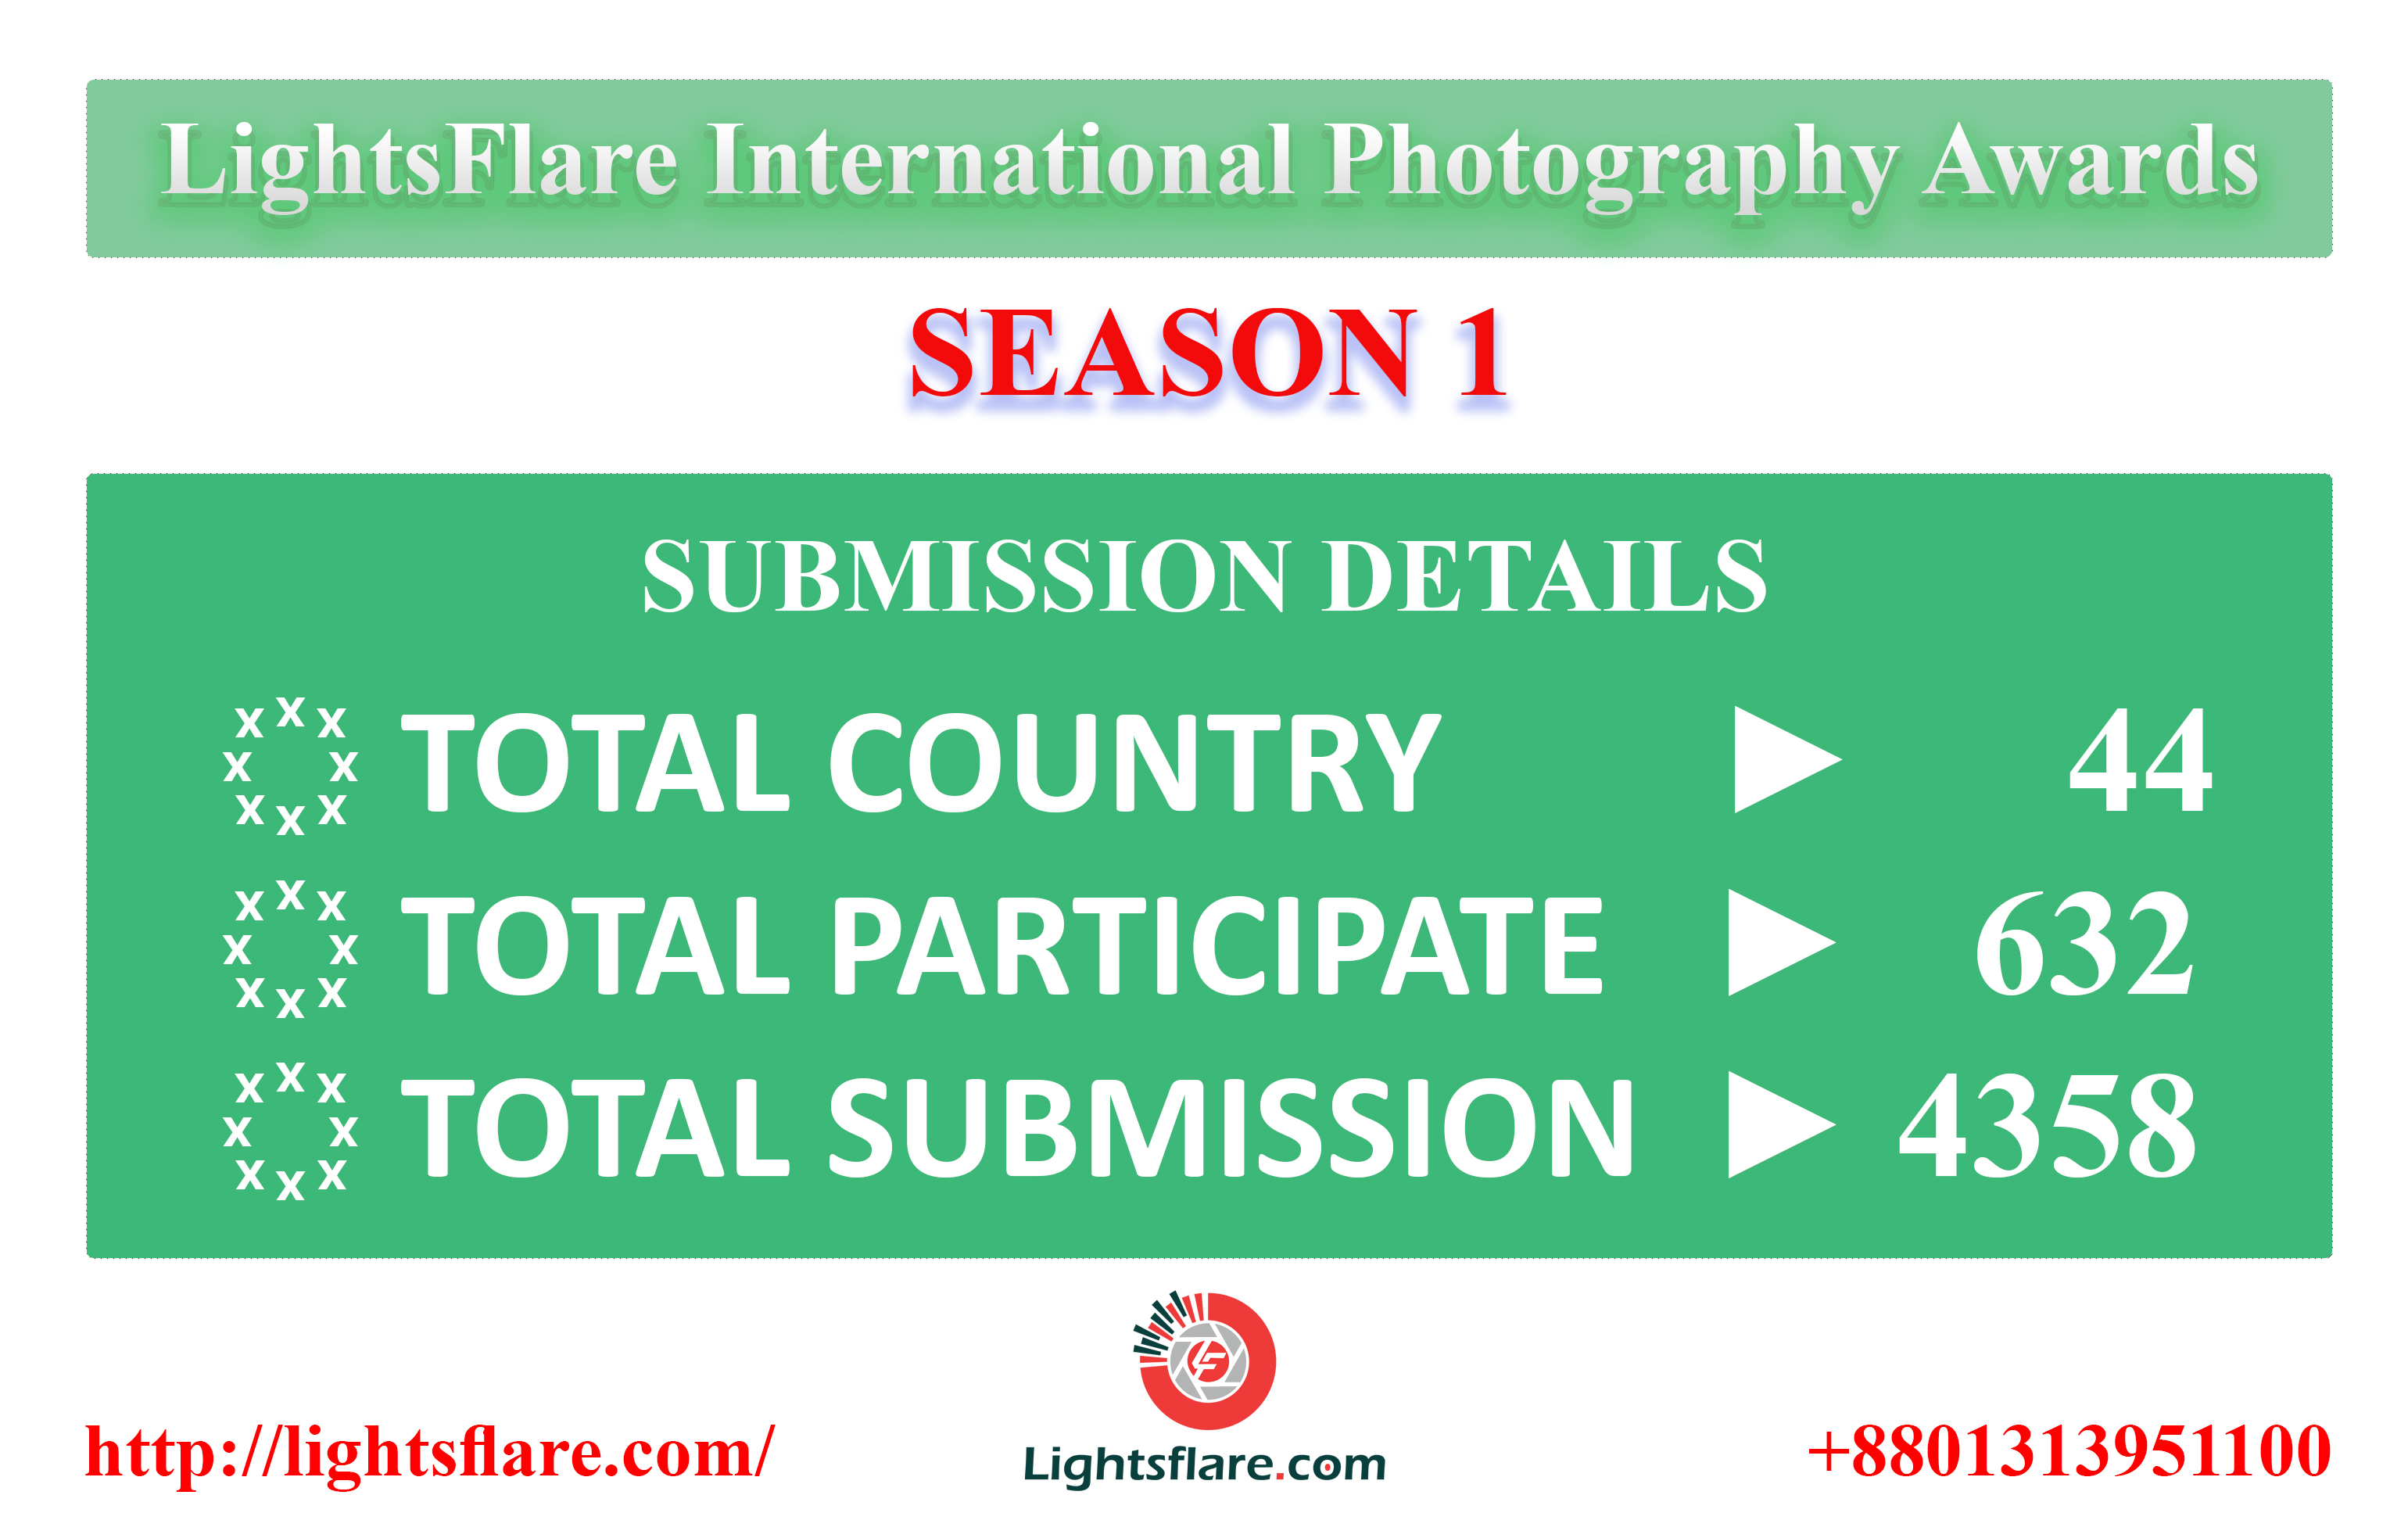 LightsFlare International Photography Awards
SEASON 1
SUBMISSION DETAILS
TOTAL COUNTRY ▶ 44
TOTAL PARTICIPATE ▶ 632
TOTAL SUBMISSION ▶ 4358
http://lightsflare.com/
Lightsflare.com
+8801313951100